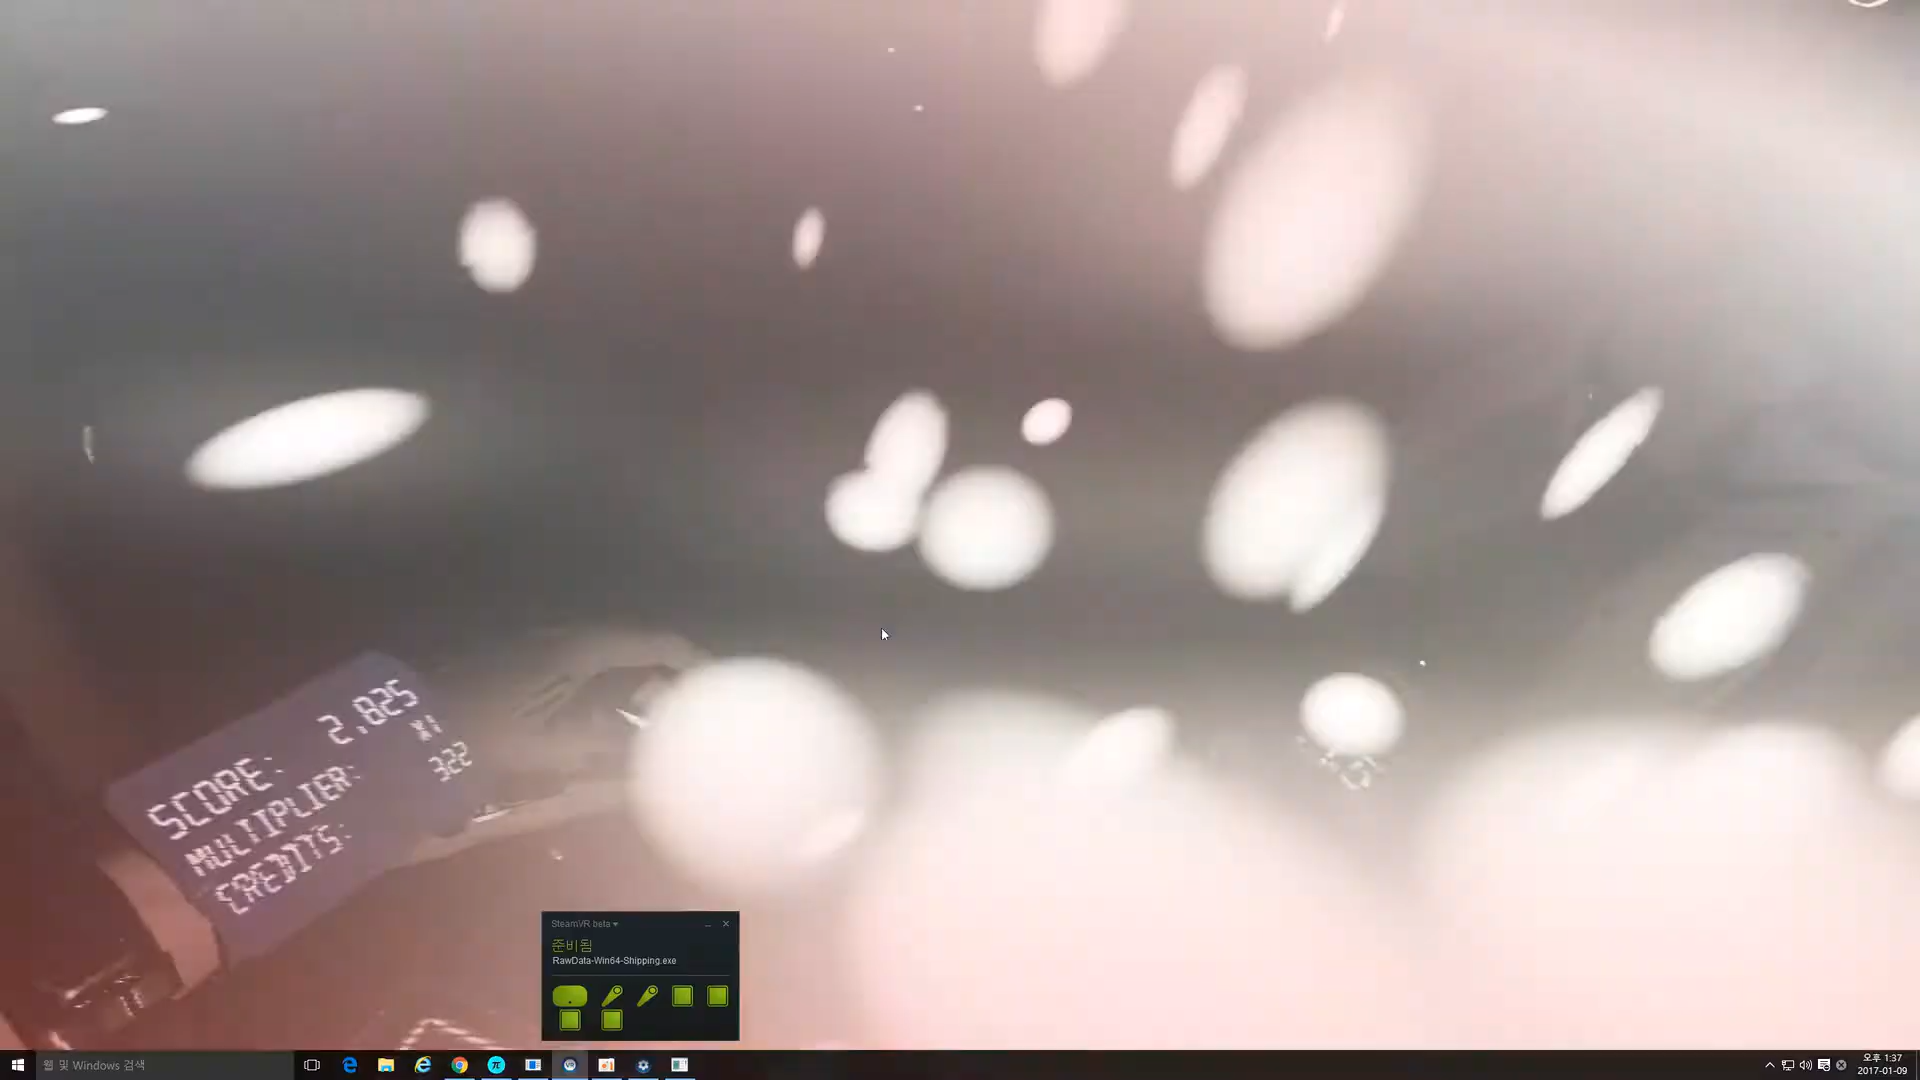 SCORE: 2,825
MULTIPLIER: X1
CREDITS: 322
SteamVR beta
준비됨
RawData-Win64-Shipping.exe
웹 및 Windows 검색
오후 1:37
2017-01-09